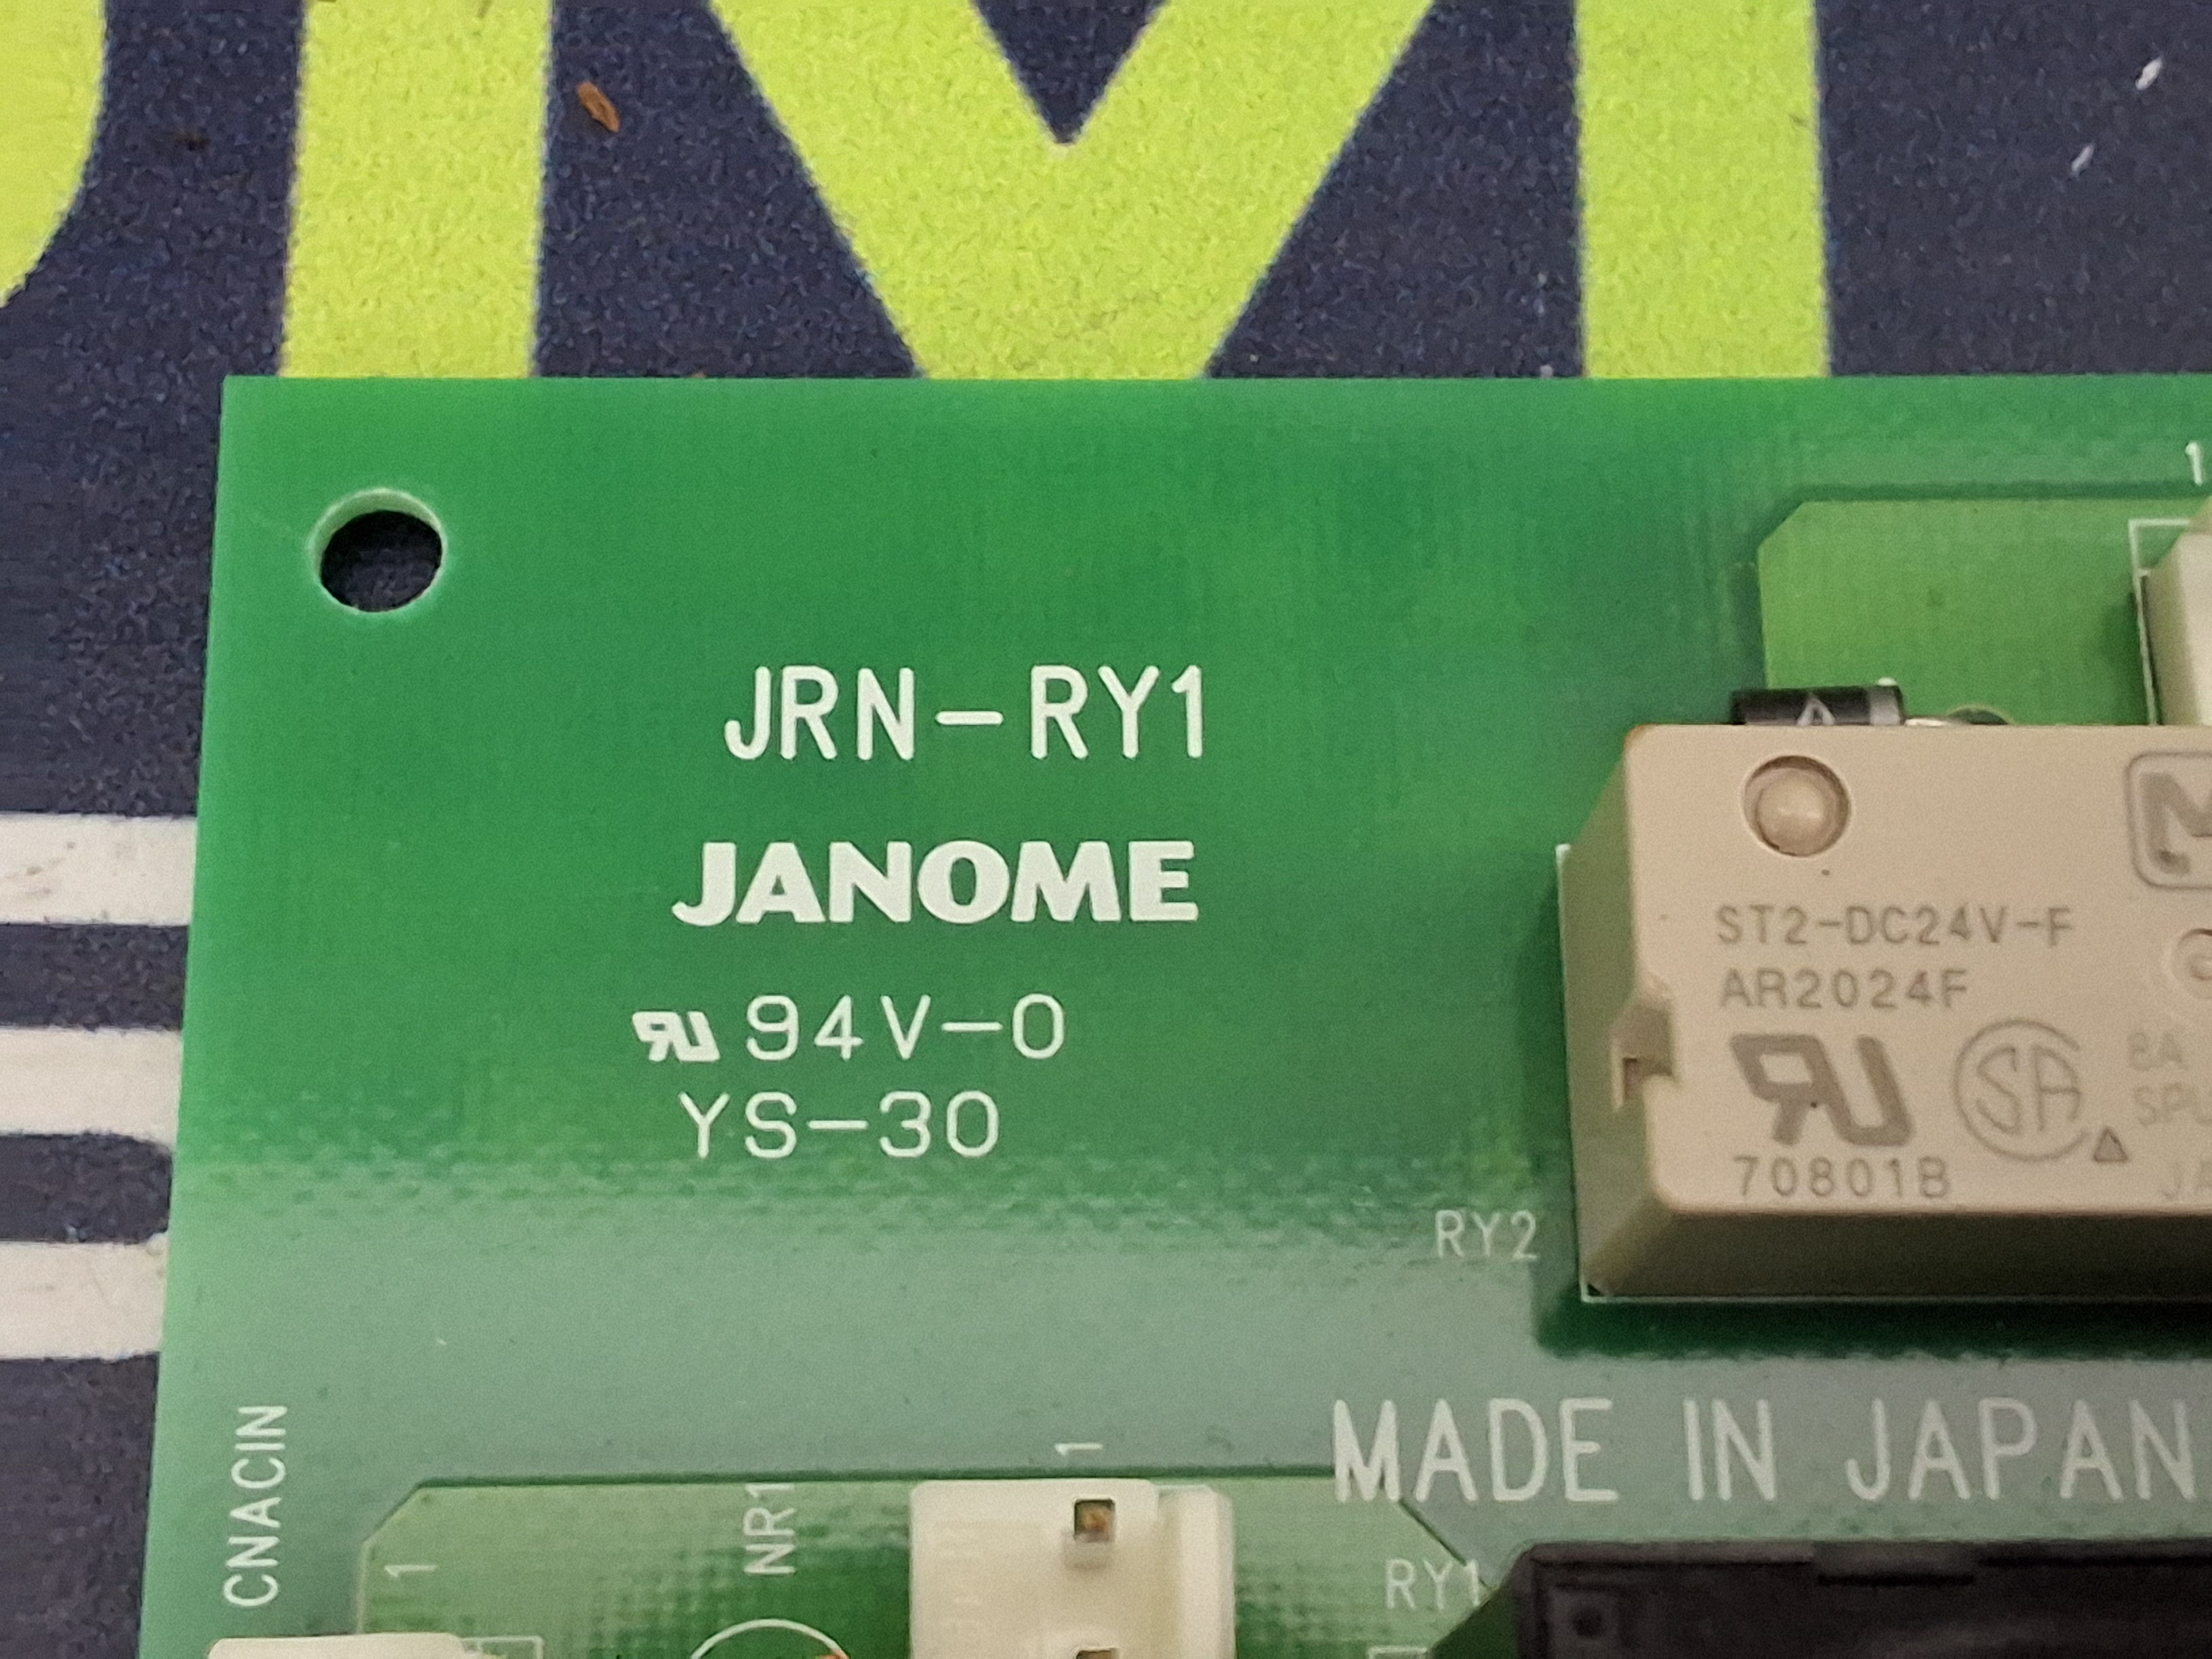 1
JRN-RY1
JANOME
94V-0
YS-30
ST2-DC24V-F
AR2024F
8A
70801B
RY2
MADE IN JAPAN
CNACIN
1
NR1
1
RY1